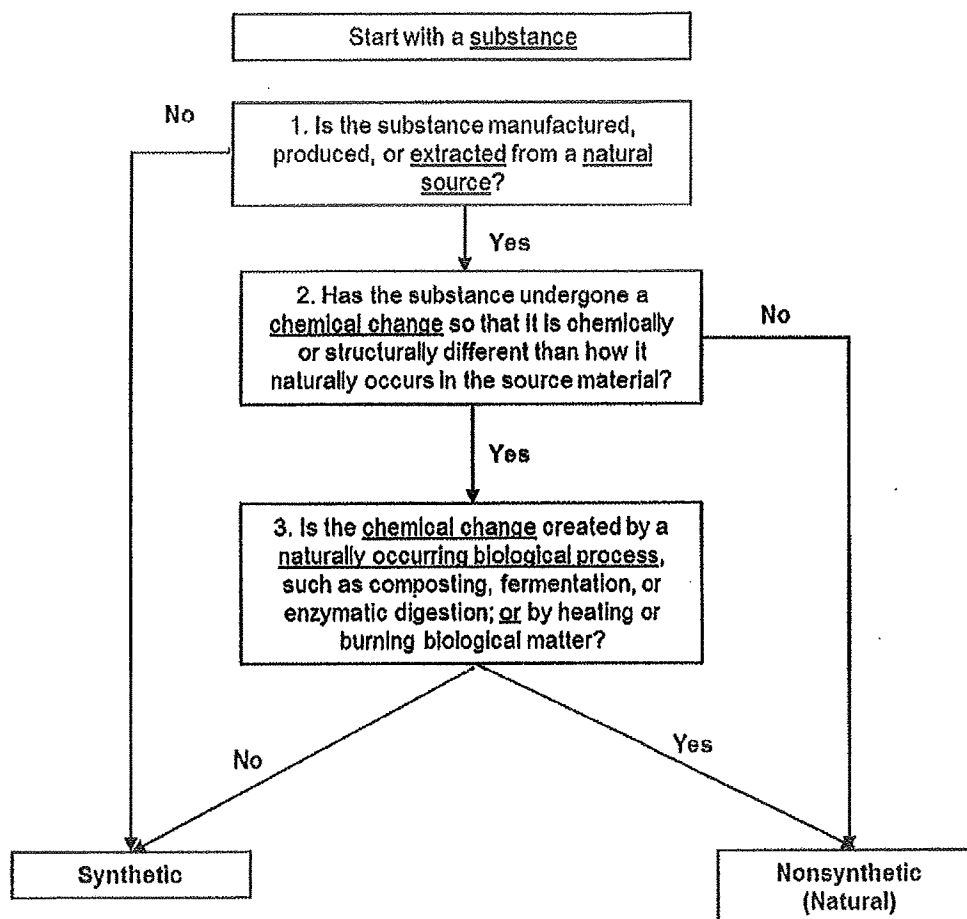 Start with a substance
No
1. Is the substance manufactured,
produced, or extracted from a natural
source?
Yes
2. Has the substance undergone a
chemical change so that it is chemically
or structurally different than how it
naturally occurs in the source material?
No
Yes
3. Is the chemical change created by a
naturally occurring biological process,
such as composting, fermentation, or
enzymatic digestion; or by heating or
burning biological matter?
No
Yes
Synthetic
Nonsynthetic
(Natural)